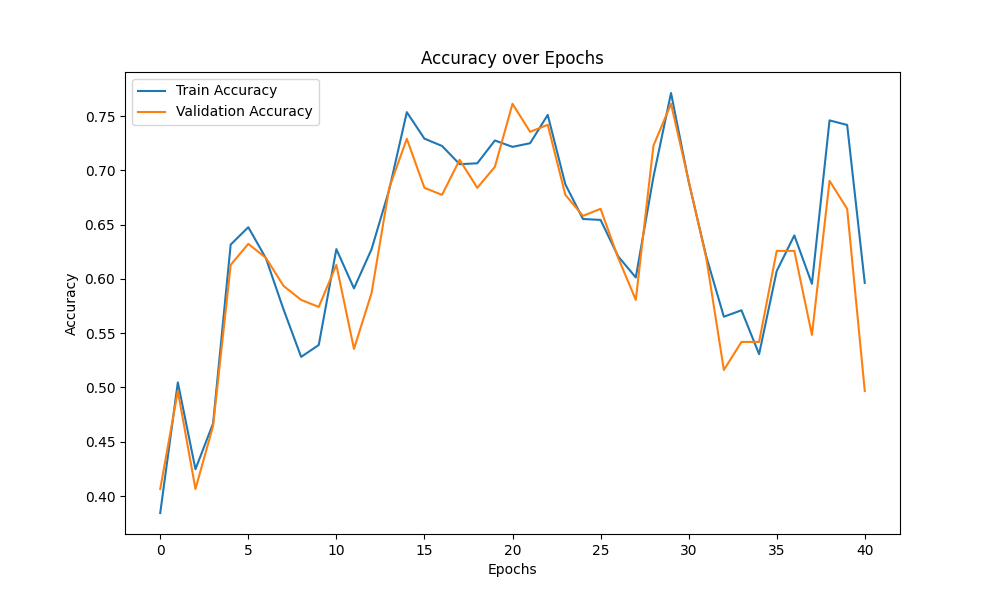 Accuracy over Epochs
Train Accuracy
Validation Accuracy
0.75
0.70
0.65
0.60
0.55
0.50
0.45
0.40
Accuracy
0 5 10 15 20 25 30 35 40
Epochs